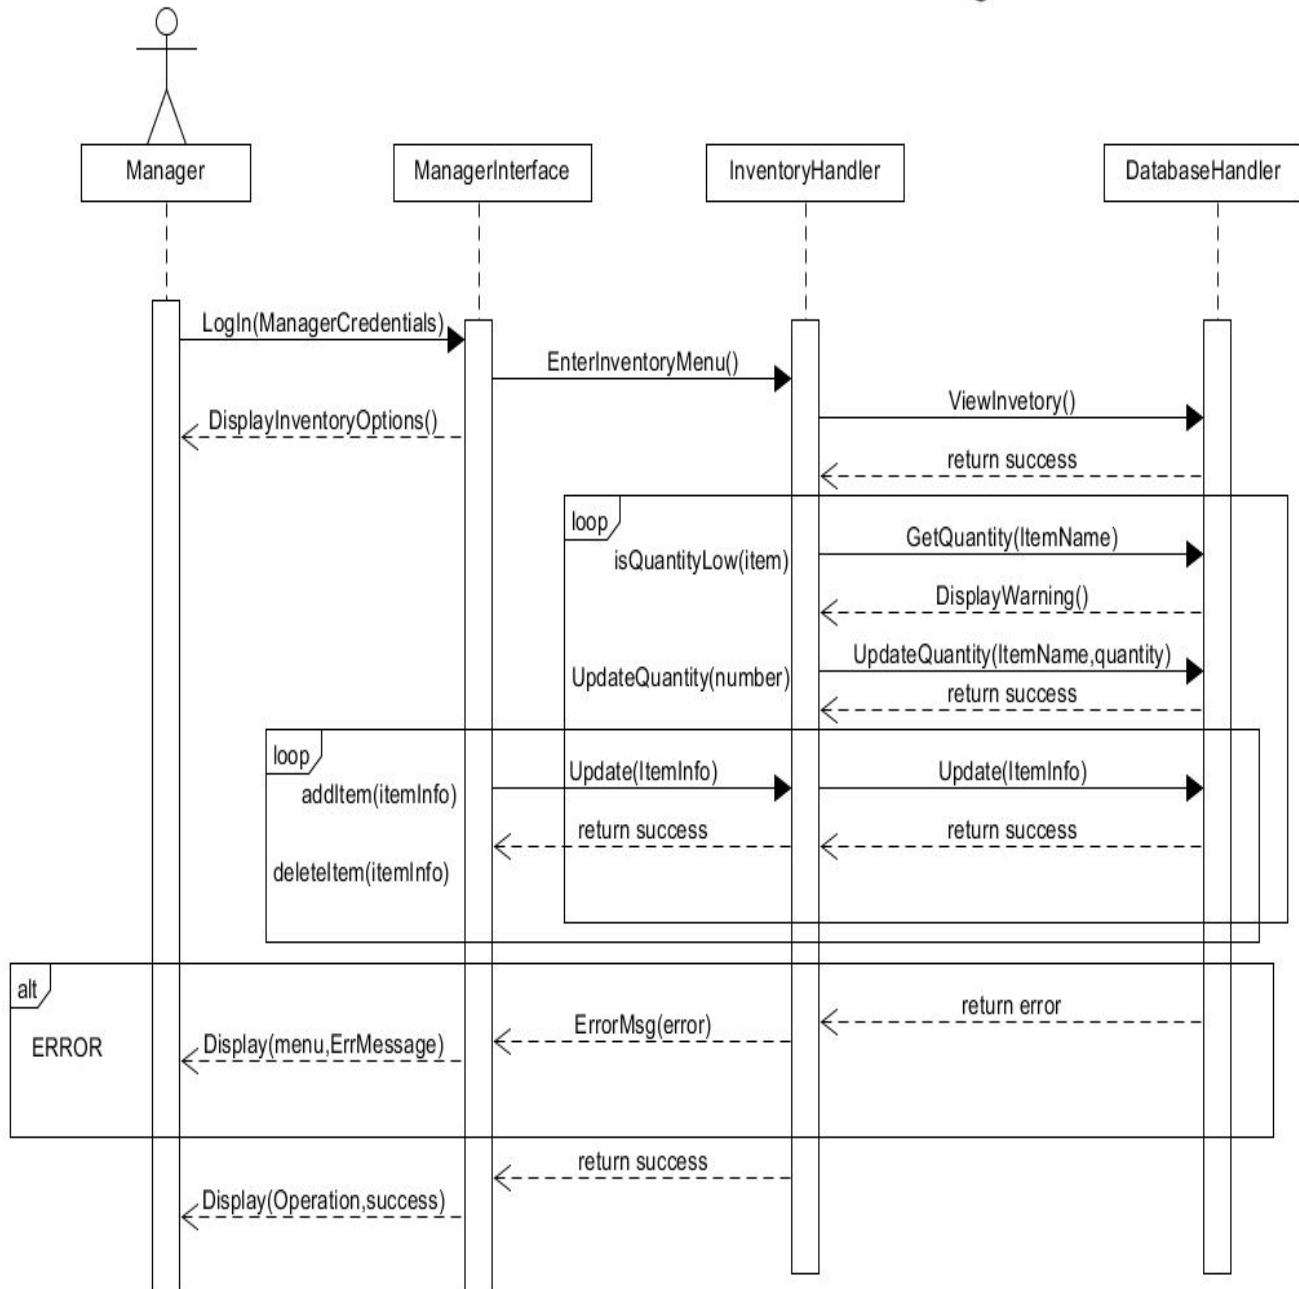 Manager
ManagerInterface
InventoryHandler
DatabaseHandler
LogIn(ManagerCredentials)
EnterInventoryMenu()
ViewInvetory()
DisplayInventoryOptions()
return success
loop
GetQuantity(ItemName)
isQuantityLow(item)
DisplayWarning()
UpdateQuantity(ItemName,quantity)
UpdateQuantity(number)
return success
loop
Update(ItemInfo)
Update(ItemInfo)
addItem(itemInfo)
return success
return success
deleteItem(itemInfo)
alt
return error
ErrorMsg(error)
ERROR
Display(menu,ErrMessage)
return success
Display(Operation,success)